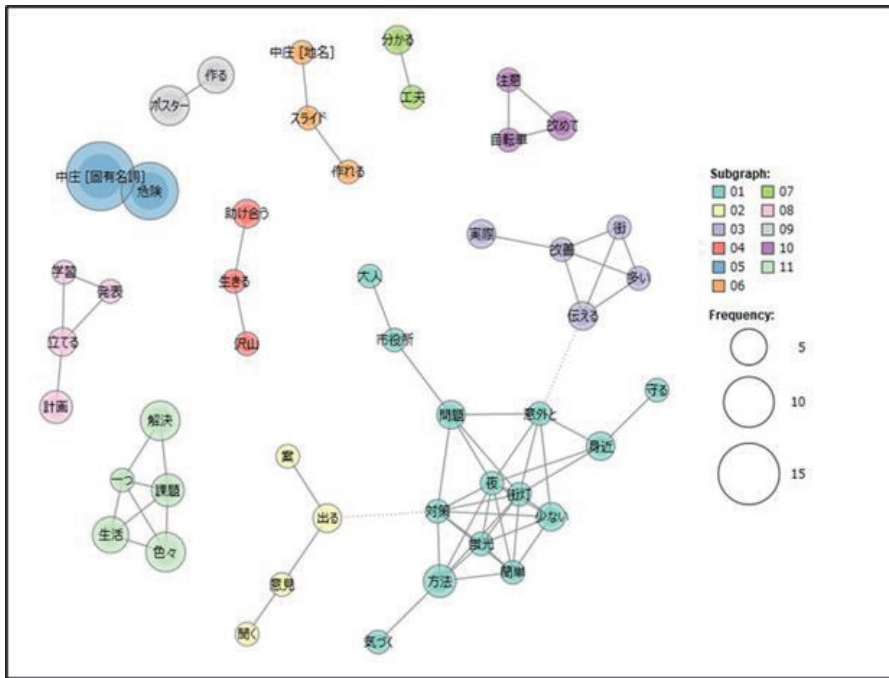 分かる
中庄 [地名]
作る
注意
ポスター
工夫
スライド
改めて
自転車
作れる
中庄 [固有名詞]
危険
Subgraph:
01
07
02
08
03
09
04
10
05
11
06
助け合う
実際
街
改善
学習
大人
多い
生きる
発表
伝える
Frequency:
5
立てる
市役所
沢山
守る
計画
解決
問題
意外と
10
身近
案
15
一つ
課題
夜
街灯
出る
対策
少ない
生活
色々
蛍光
簡単
方法
意見
聞く
気づく